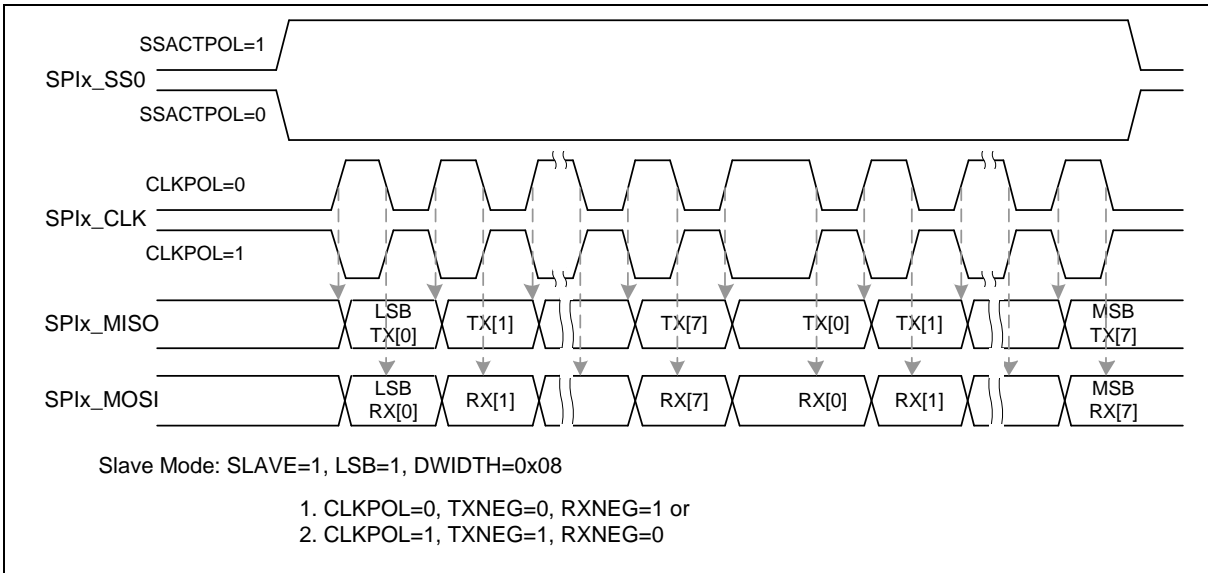 SSACTPOL=1
SPIx_SS0
SSACTPOL=0
CLKPOL=0
SPIx_CLK
CLKPOL=1
SPIx_MISO
LSB
TX[0]
TX[1]
TX[7]
TX[0]
TX[1]
MSB
TX[7]
SPIx_MOSI
LSB
RX[0]
RX[1]
RX[7]
RX[0]
RX[1]
MSB
RX[7]
Slave Mode: SLAVE=1, LSB=1, DWIDTH=0x08
1. CLKPOL=0, TXNEG=0, RXNEG=1 or
2. CLKPOL=1, TXNEG=1, RXNEG=0